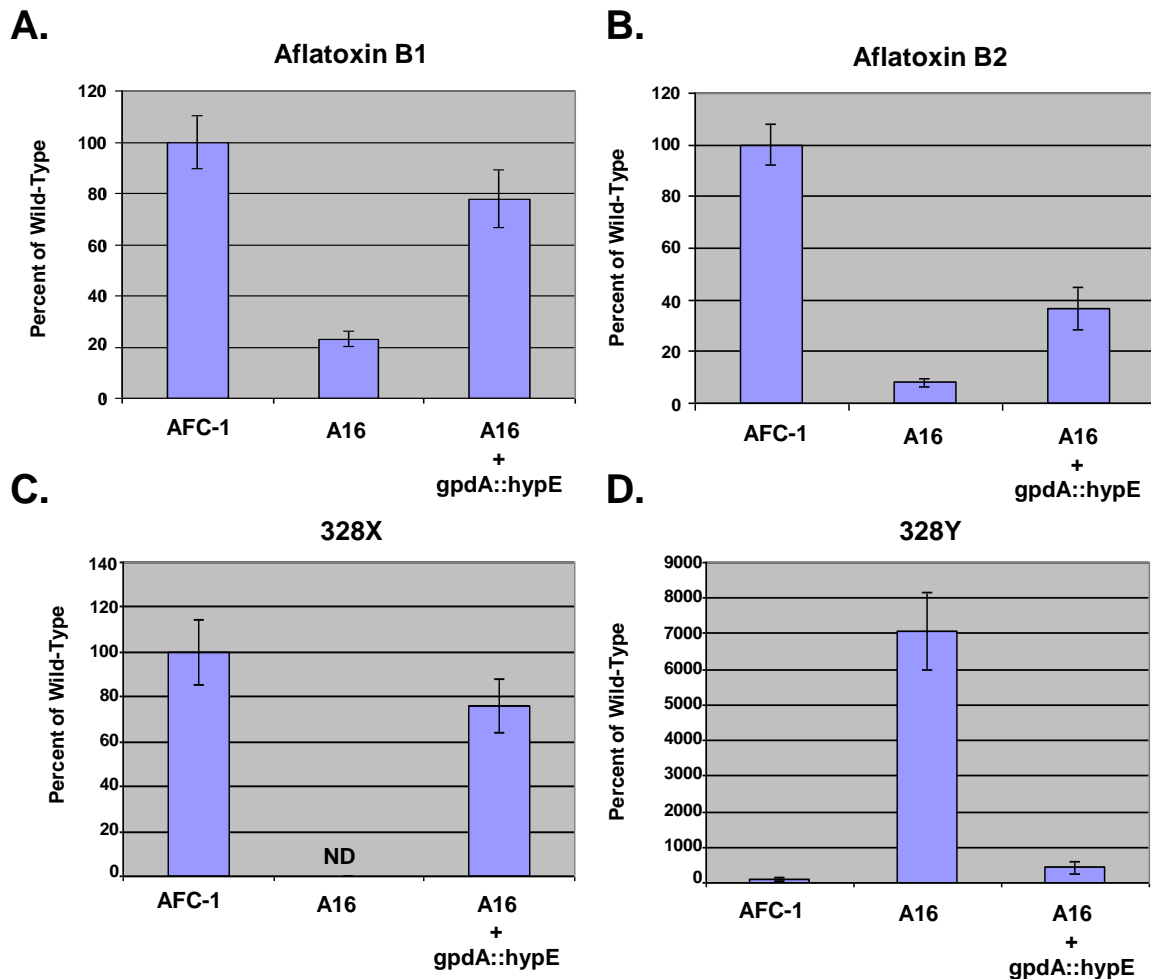 A.
Aflatoxin B1
Percent of Wild-Type
120
100
80
60
40
20
0
AFC-1
A16
A16
+
gpdA::hypE
B.
Aflatoxin B2
Percent of Wild-Type
120
100
80
60
40
20
0
AFC-1
A16
A16
+
gpdA::hypE
C.
328X
Percent of Wild-Type
140
120
100
80
60
40
20
0
ND
AFC-1
A16
A16
+
gpdA::hypE
D.
328Y
Percent of Wild-Type
9000
8000
7000
6000
5000
4000
3000
2000
1000
0
AFC-1
A16
A16
+
gpdA::hypE